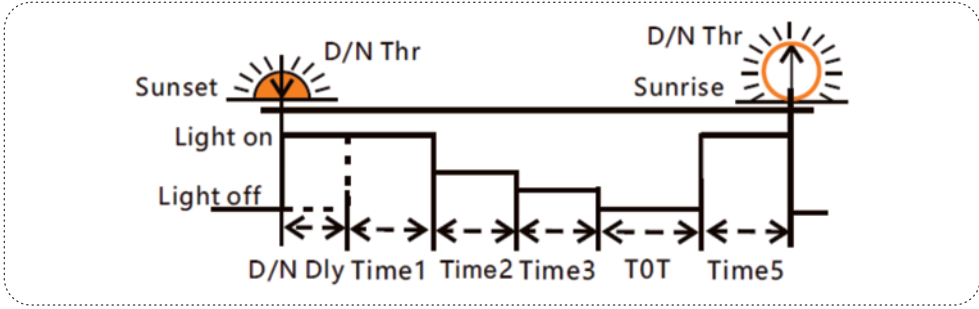 D/N Thr
D/N Thr
Sunset
Sunrise
Light on
Light off
D/N Dly Time1 Time2 Time3 T0T Time5